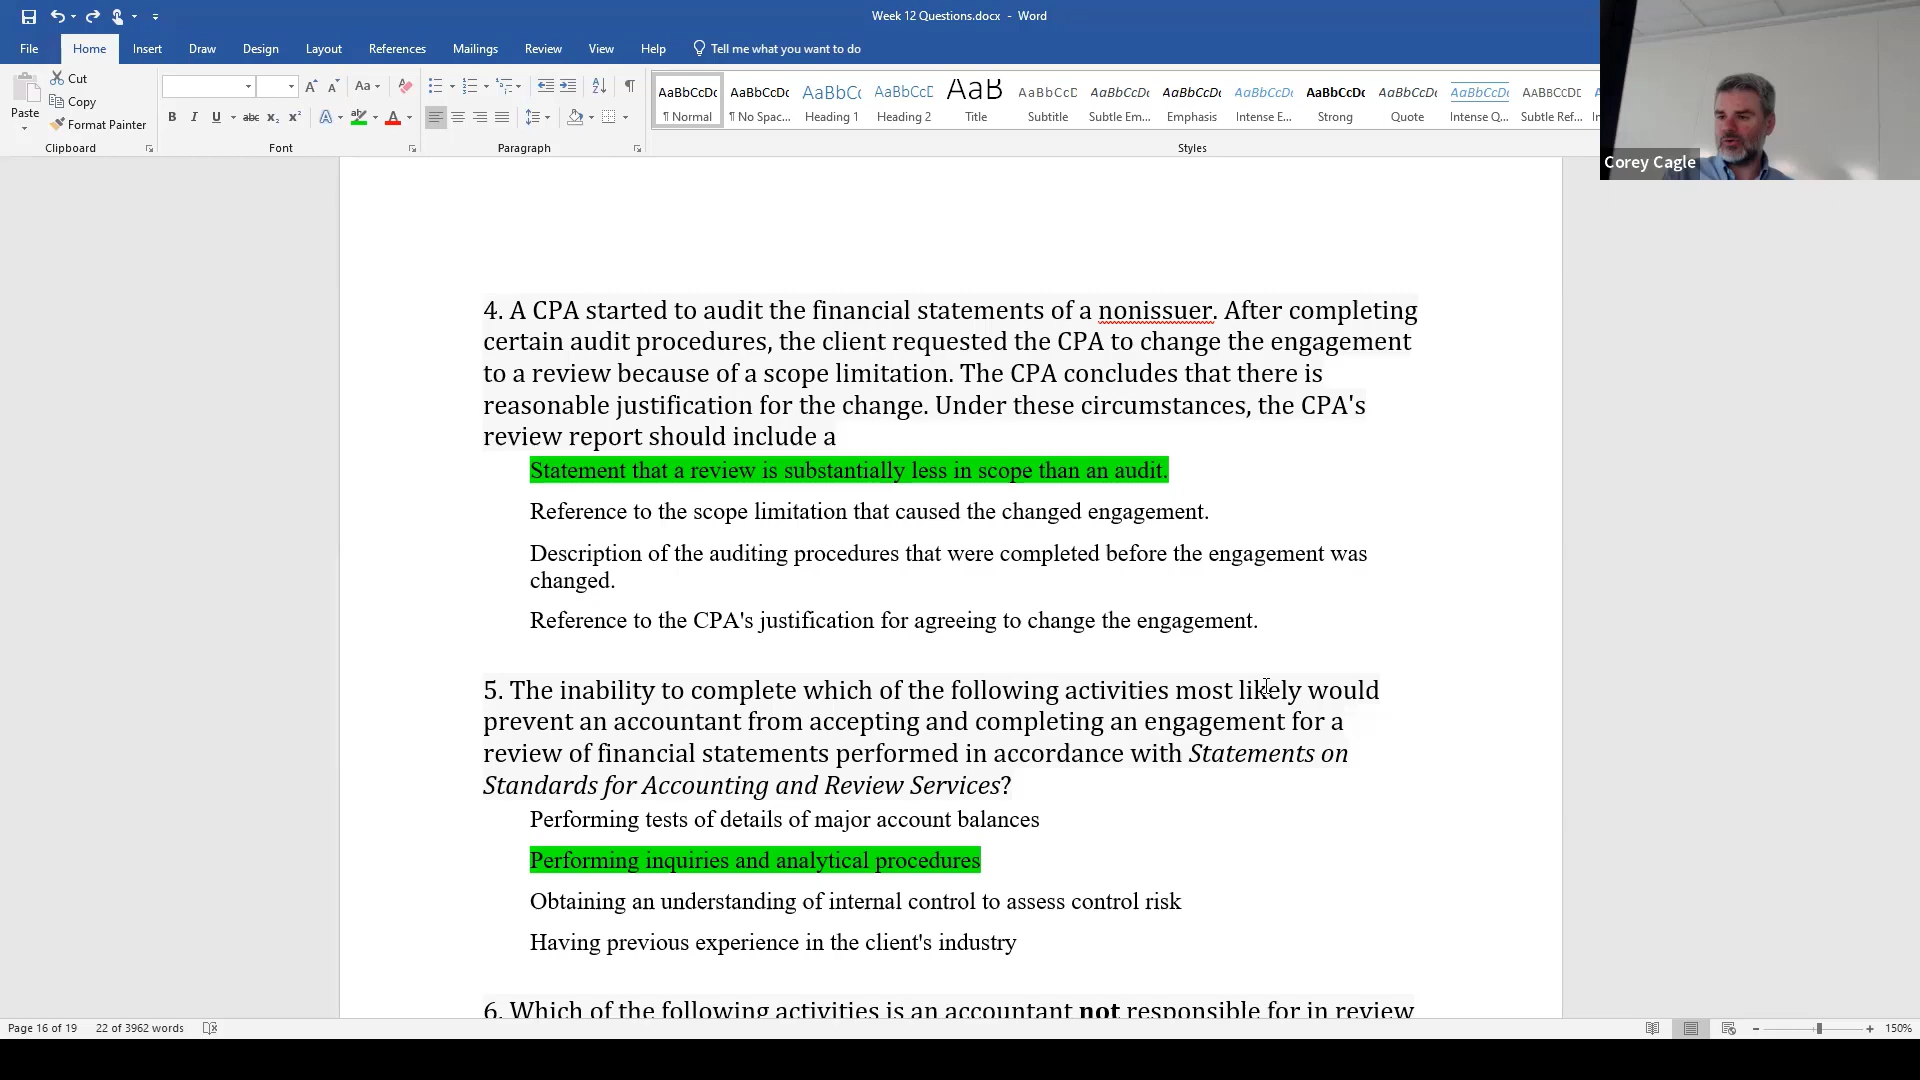 Week 12 Questions.docx - Word
File Home Insert Draw Design Layout References Mailings Review View Help Tell me what you want to do
Cut
Copy
Format Painter
Paste
Clipboard
Aa
B I U abc x₂ x² A ab A
Font
Paragraph
AaBbCcDc AaBbCcDc AaBbCc AaBbCcE AaB AaBbCcD AaBbCcDc AaBbCcDc AaBbCcDc AaBbCcDc AaBbCcDc AaBbCcDc AABBCCDE
¶ Normal ¶ No Spac... Heading 1 Heading 2 Title Subtitle Subtle Em... Emphasis Intense E... Strong Quote Intense Q... Subtle Ref...
Styles
Corey Cagle
4. A CPA started to audit the financial statements of a nonissuer. After completing
certain audit procedures, the client requested the CPA to change the engagement
to a review because of a scope limitation. The CPA concludes that there is
reasonable justification for the change. Under these circumstances, the CPA's
review report should include a
Statement that a review is substantially less in scope than an audit.
Reference to the scope limitation that caused the changed engagement.
Description of the auditing procedures that were completed before the engagement was
changed.
Reference to the CPA's justification for agreeing to change the engagement.
5. The inability to complete which of the following activities most likely would
prevent an accountant from accepting and completing an engagement for a
review of financial statements performed in accordance with Statements on
Standards for Accounting and Review Services?
Performing tests of details of major account balances
Performing inquiries and analytical procedures
Obtaining an understanding of internal control to assess control risk
Having previous experience in the client's industry
6. Which of the following activities is an accountant not responsible for in review
Page 16 of 19 22 of 3962 words
150%